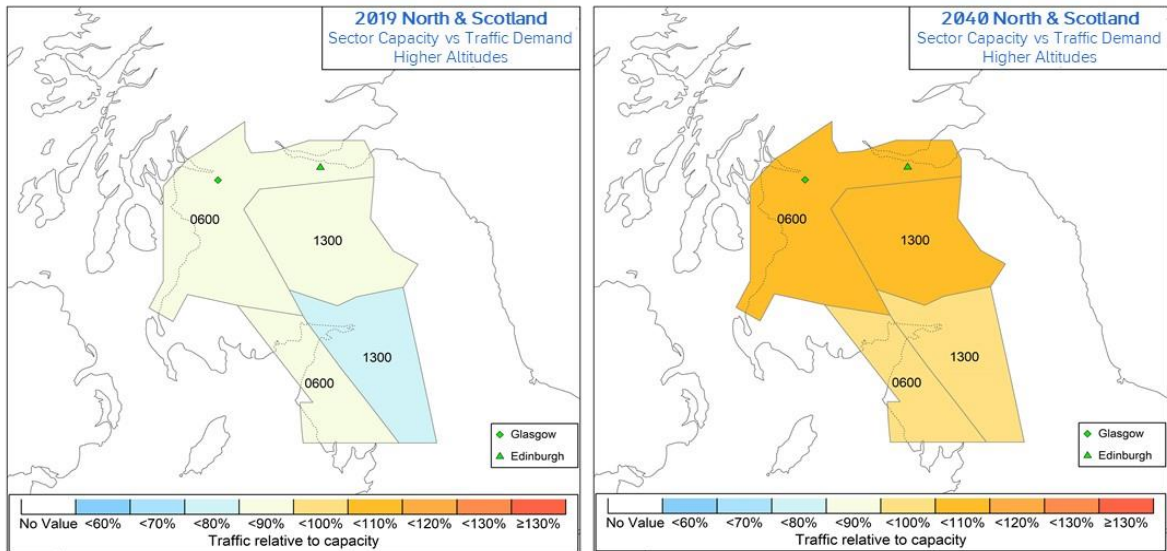 2019 North & Scotland
Sector Capacity vs Traffic Demand
Higher Altitudes
0600
1300
1300
0600
Glasgow
Edinburgh
No Value <60% <70% <80% <90% <100% <110% <120% <130% ≥130%
Traffic relative to capacity
2040 North & Scotland
Sector Capacity vs Traffic Demand
Higher Altitudes
0600
1300
1300
0600
Glasgow
Edinburgh
No Value <60% <70% <80% <90% <100% <110% <120% <130% ≥130%
Traffic relative to capacity